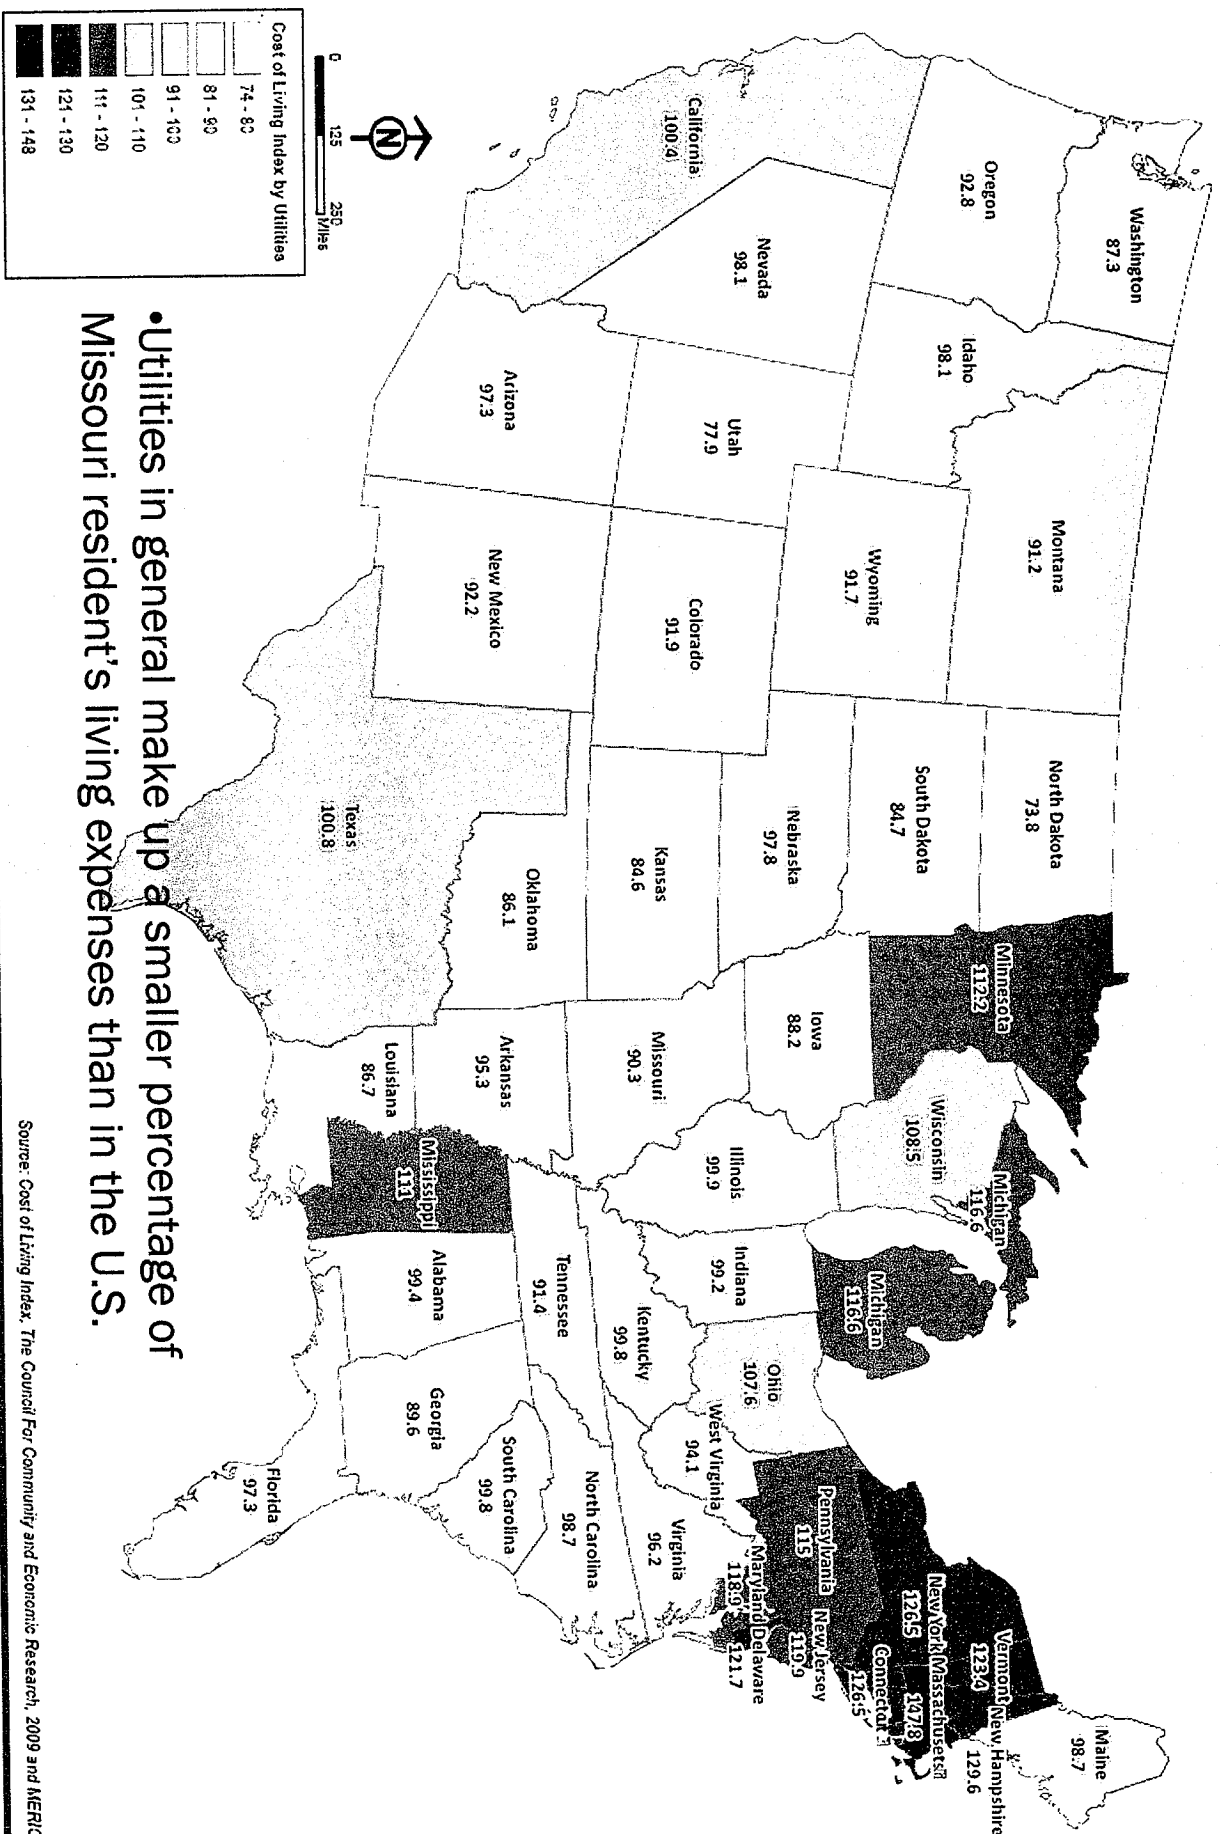 Washington
87.3
Oregon
92.8
California
100.4
Nevada
98.1
Idaho
98.1
Montana
91.2
Wyoming
91.7
Utah
77.9
Arizona
97.3
Colorado
91.9
New Mexico
92.2
North Dakota
73.8
South Dakota
84.7
Nebraska
97.8
Kansas
84.6
Oklahoma
86.1
Texas
100.8
Minnesota
112.2
Iowa
88.2
Missouri
90.3
Arkansas
95.3
Louisiana
86.7
Wisconsin
108.5
Illinois
99.9
Michigan
116.6
Michigan
116.6
Indiana
99.2
Ohio
107.6
Kentucky
99.8
Tennessee
91.4
Mississippi
111
Alabama
99.4
Georgia
89.6
Florida
97.3
South Carolina
99.8
North Carolina
98.7
Virginia
96.2
West Virginia
94.1
Pennsylvania
115
Maryland
118.9
Delaware
121.7
New Jersey
119.9
New York
126.5
Connecticut
126.5
Massachusets
147.8
Vermont
123.4
New Hampshire
129.6
Maine
98.7
N
0 125 250
Miles
Cost of Living Index by Utilities
74 - 80
81 - 90
91 - 100
101 - 110
111 - 120
121 - 130
131 - 148
•Utilities in general make up a smaller percentage of
Missouri resident's living expenses than in the U.S.
Source: Cost of Living Index, The Council For Community and Economic Research, 2009 and MERIC